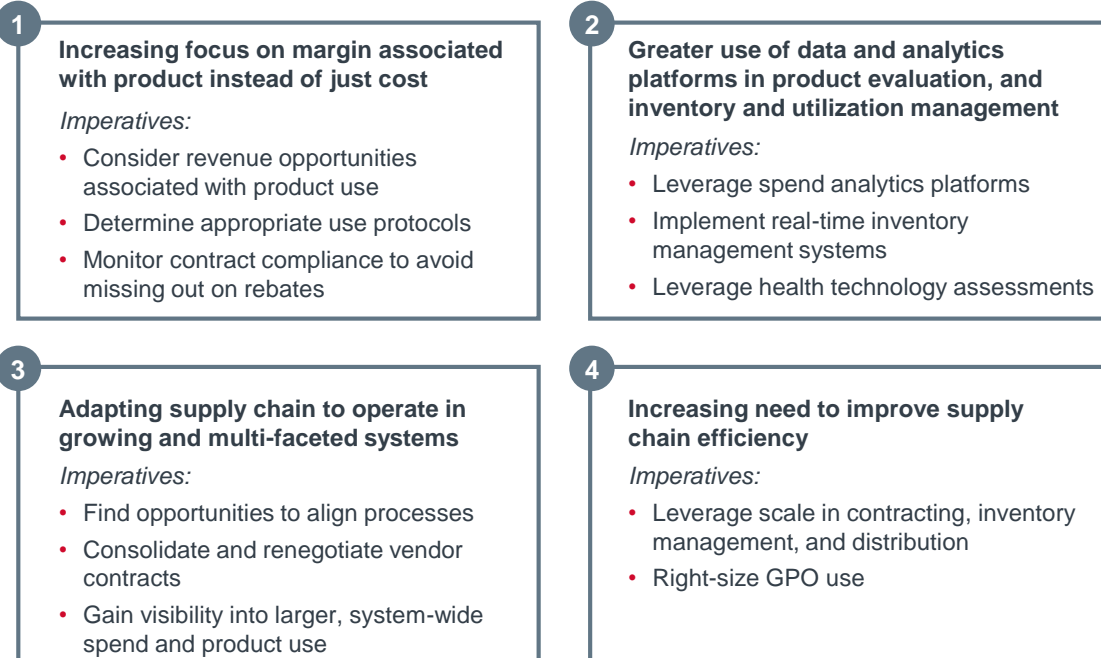 1
Increasing focus on margin associated
with product instead of just cost
Imperatives:
• Consider revenue opportunities
associated with product use
• Determine appropriate use protocols
• Monitor contract compliance to avoid
missing out on rebates
2
Greater use of data and analytics
platforms in product evaluation, and
inventory and utilization management
Imperatives:
• Leverage spend analytics platforms
• Implement real-time inventory
management systems
• Leverage health technology assessments
3
Adapting supply chain to operate in
growing and multi-faceted systems
Imperatives:
• Find opportunities to align processes
• Consolidate and renegotiate vendor
contracts
• Gain visibility into larger, system-wide
spend and product use
4
Increasing need to improve supply
chain efficiency
Imperatives:
• Leverage scale in contracting, inventory
management, and distribution
• Right-size GPO use